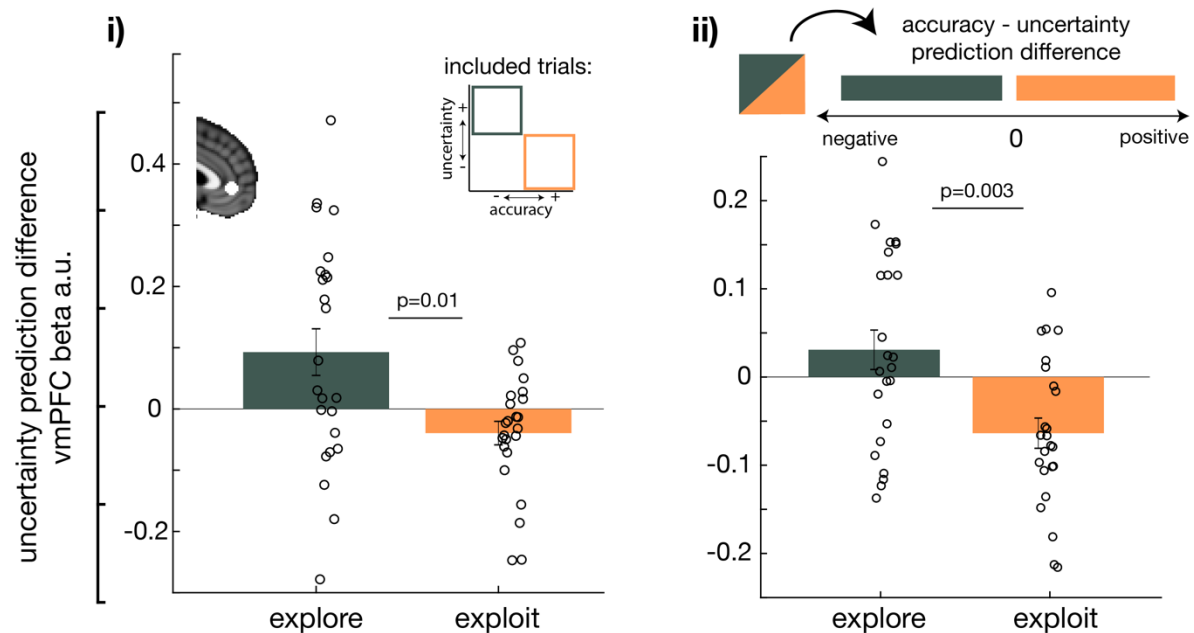 i)
included trials:
uncertainty
+
-
- +
accuracy
uncertainty prediction difference
vmPFC beta a.u.
0.4
0.2
0
-0.2
p=0.01
explore
exploit
ii)
accuracy - uncertainty
prediction difference
negative
0
positive
0.2
0.1
0
-0.1
-0.2
p=0.003
explore
exploit